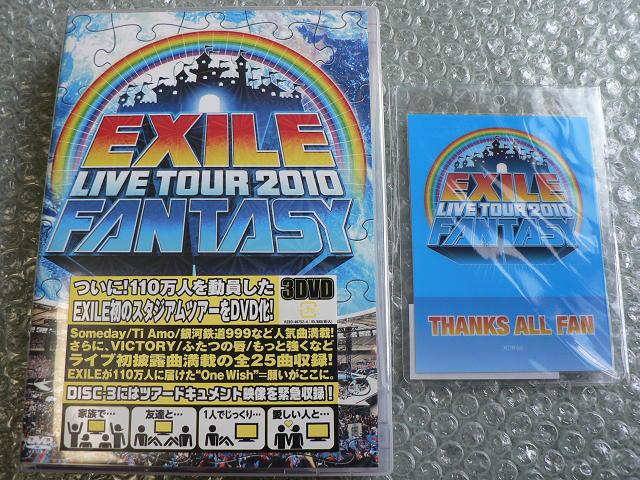 EXILE
LIVE TOUR 2010
FANTASY
ついに!110万人を動員した
EXILE初のスタジアムツアーをDVD化!
3DVD
Someday/Ti Amo/銀河鉄道999など人気曲満載!
さらに、VICTORY/ふたつの唇/もっと強くなど
ライブ初披露曲満載の全25曲収録!
EXILEが110万人に届けた"One Wish"=願いがここに。
DISC-3にはツアードキュメント映像を緊急収録!
家族で…
友達と…
1人でじっくり…
愛しい人と…
DVD
EXILE
LIVE TOUR 2010
FANTASY
THANKS ALL FAN